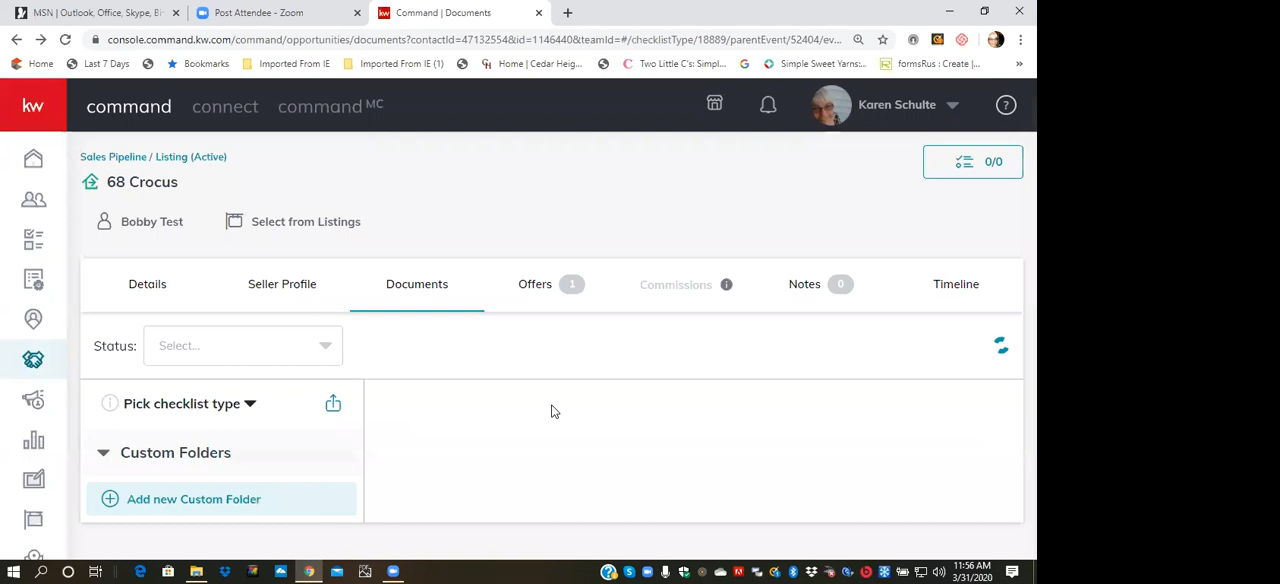 MSN | Outlook, Office, Skype, Bin
Post Attendee - Zoom
kw Command | Documents
console.command.kw.com/command/opportunities/documents?contactId=47132554&id=1146440&teamId=#/checklistType/18889/parentEvent/52404/ev...
Home
Last 7 Days
Bookmarks
Imported From IE
Imported From IE (1)
Home | Cedar Heig...
Two Little C's: Simpl...
Simple Sweet Yarns:...
formsRus : Create |...
»
kw
command
connect
command MC
Karen Schulte
?
Sales Pipeline / Listing (Active)
0/0
68 Crocus
Bobby Test
Select from Listings
Details
Seller Profile
Documents
Offers 1
Commissions i
Notes 0
Timeline
Status:
Select...
Pick checklist type
Custom Folders
Add new Custom Folder
11:56 AM
3/31/2020